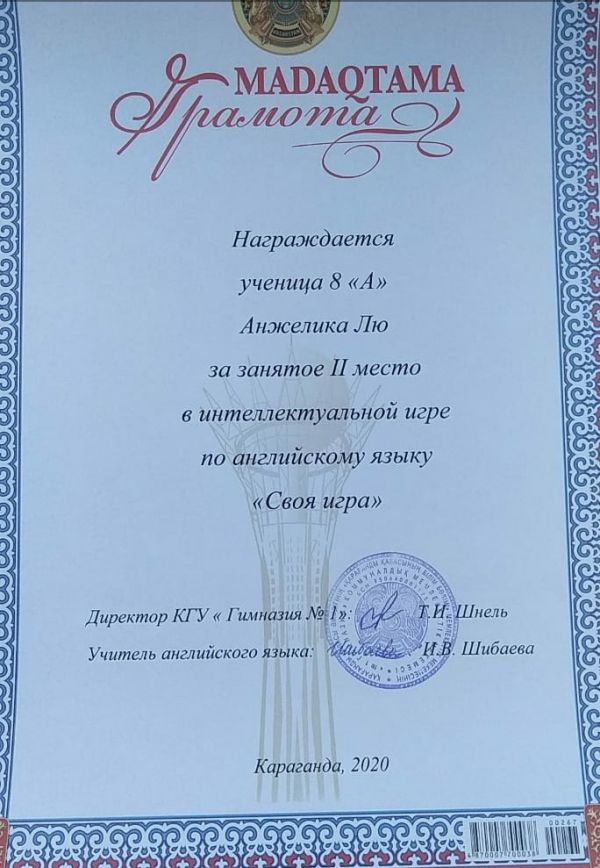 MADAQTAMA
Грамота
Награждается
ученица 8 «А»
Анжелика Лю
за занятое II место
в интеллектуальной игре
по английскому языку
«Своя игра»
Директор КГУ « Гимназия № 1»: Т.И. Шнель
Учитель английского языка: И.В. Шибаева
Караганда, 2020
00267